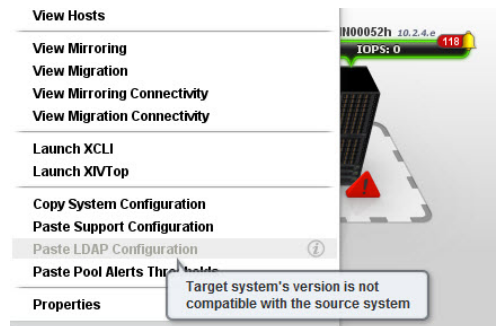 View Hosts
IN00052h 10.2.4.e
118
IOPS: 0
View Mirroring
View Migration
View Mirroring Connectivity
View Migration Connectivity
Launch XCLI
Launch XIVTop
Copy System Configuration
Paste Support Configuration
Paste LDAP Configuration
Paste Pool Alerts Thresholds
Target system's version is not
compatible with the source system
Properties